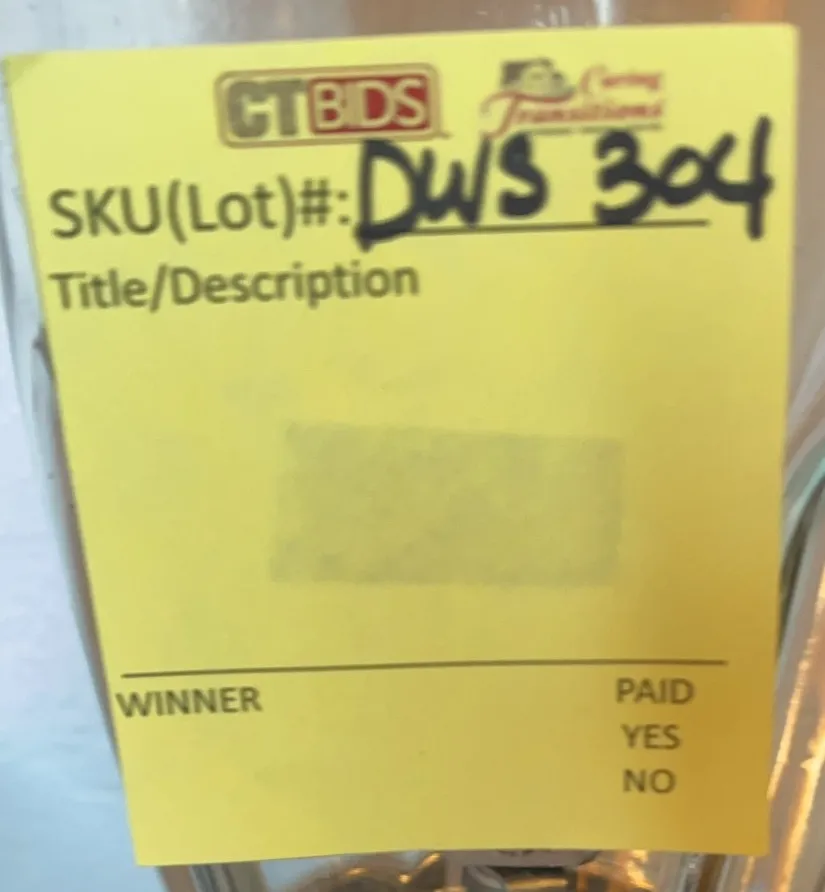 CTBIDS Caring Transitions
SKU(Lot)#: DWS 304
Title/Description
WINNER PAID
YES
NO